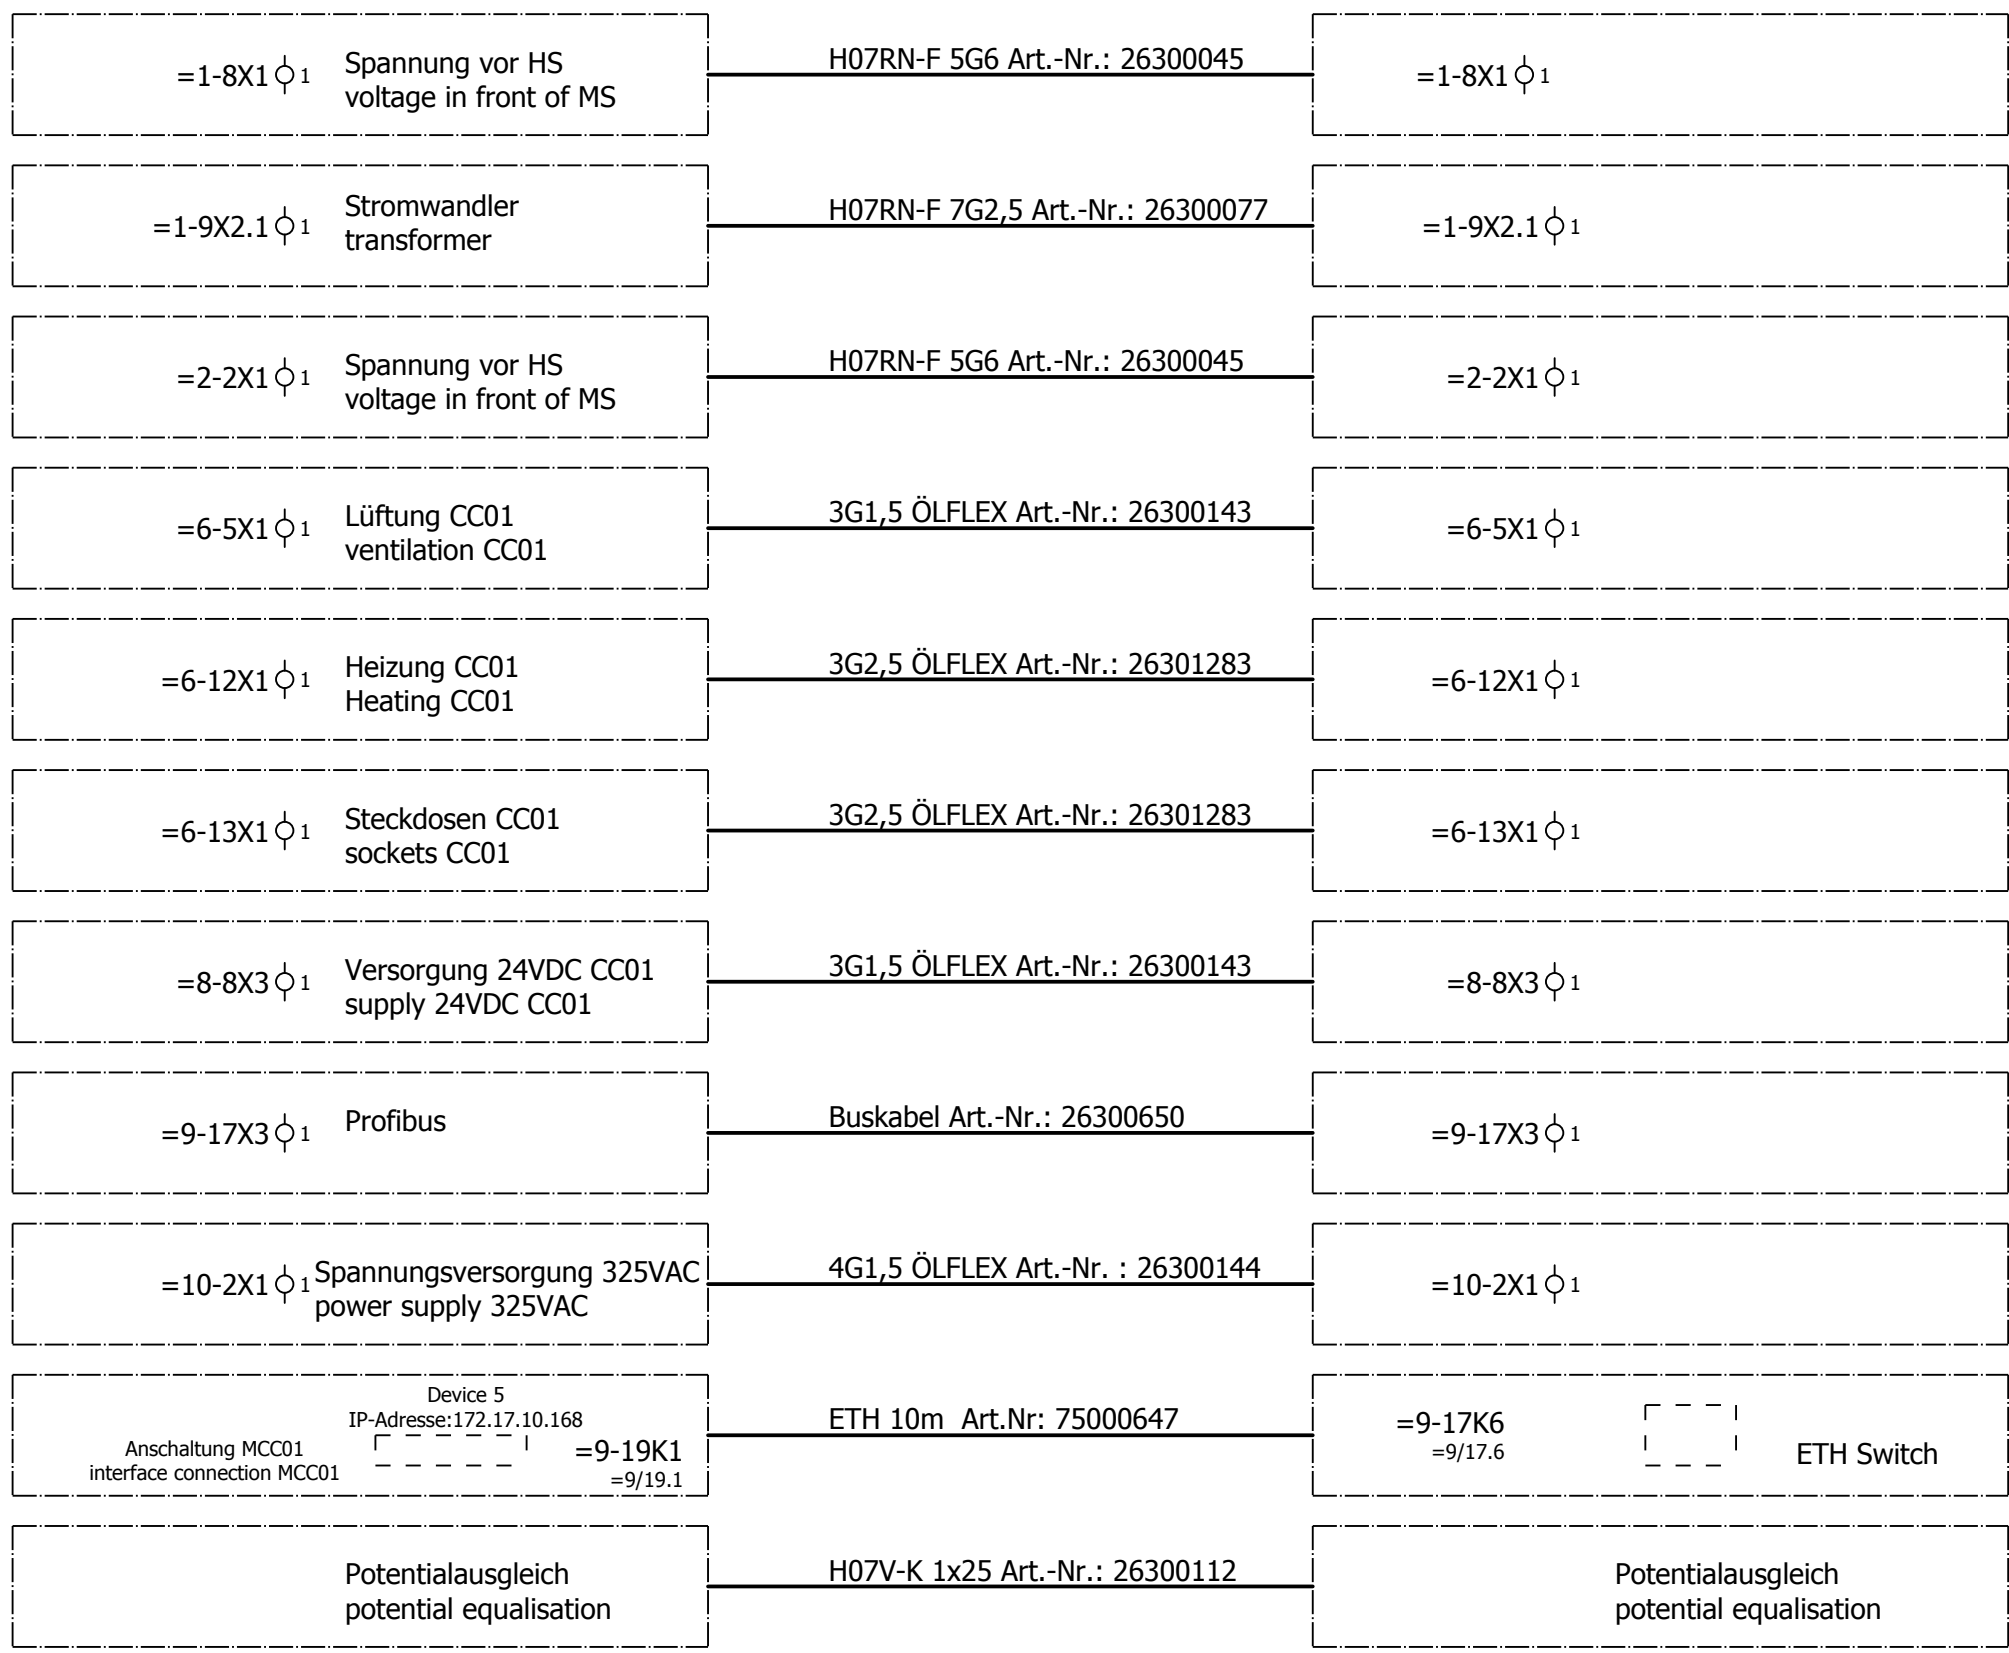 =1-8X1 1
Spannung vor HS
voltage in front of MS
H07RN-F 5G6 Art.-Nr.: 26300045
=1-8X1 1
=1-9X2.1 1
Stromwandler
transformer
H07RN-F 7G2,5 Art.-Nr.: 26300077
=1-9X2.1 1
=2-2X1 1
Spannung vor HS
voltage in front of MS
H07RN-F 5G6 Art.-Nr.: 26300045
=2-2X1 1
=6-5X1 1
Lüftung CC01
ventilation CC01
3G1,5 ÖLFLEX Art.-Nr.: 26300143
=6-5X1 1
=6-12X1 1
Heizung CC01
Heating CC01
3G2,5 ÖLFLEX Art.-Nr.: 26301283
=6-12X1 1
=6-13X1 1
Steckdosen CC01
sockets CC01
3G2,5 ÖLFLEX Art.-Nr.: 26301283
=6-13X1 1
=8-8X3 1
Versorgung 24VDC CC01
supply 24VDC CC01
3G1,5 ÖLFLEX Art.-Nr.: 26300143
=8-8X3 1
=9-17X3 1
Profibus
Buskabel Art.-Nr.: 26300650
=9-17X3 1
=10-2X1 1
Spannungsversorgung 325VAC
power supply 325VAC
4G1,5 ÖLFLEX Art.-Nr. : 26300144
=10-2X1 1
Device 5
IP-Adresse:172.17.10.168
Anschaltung MCC01
interface connection MCC01
=9-19K1
=9/19.1
ETH 10m  Art.Nr: 75000647
=9-17K6
=9/17.6
ETH Switch
Potentialausgleich
potential equalisation
H07V-K 1x25 Art.-Nr.: 26300112
Potentialausgleich
potential equalisation